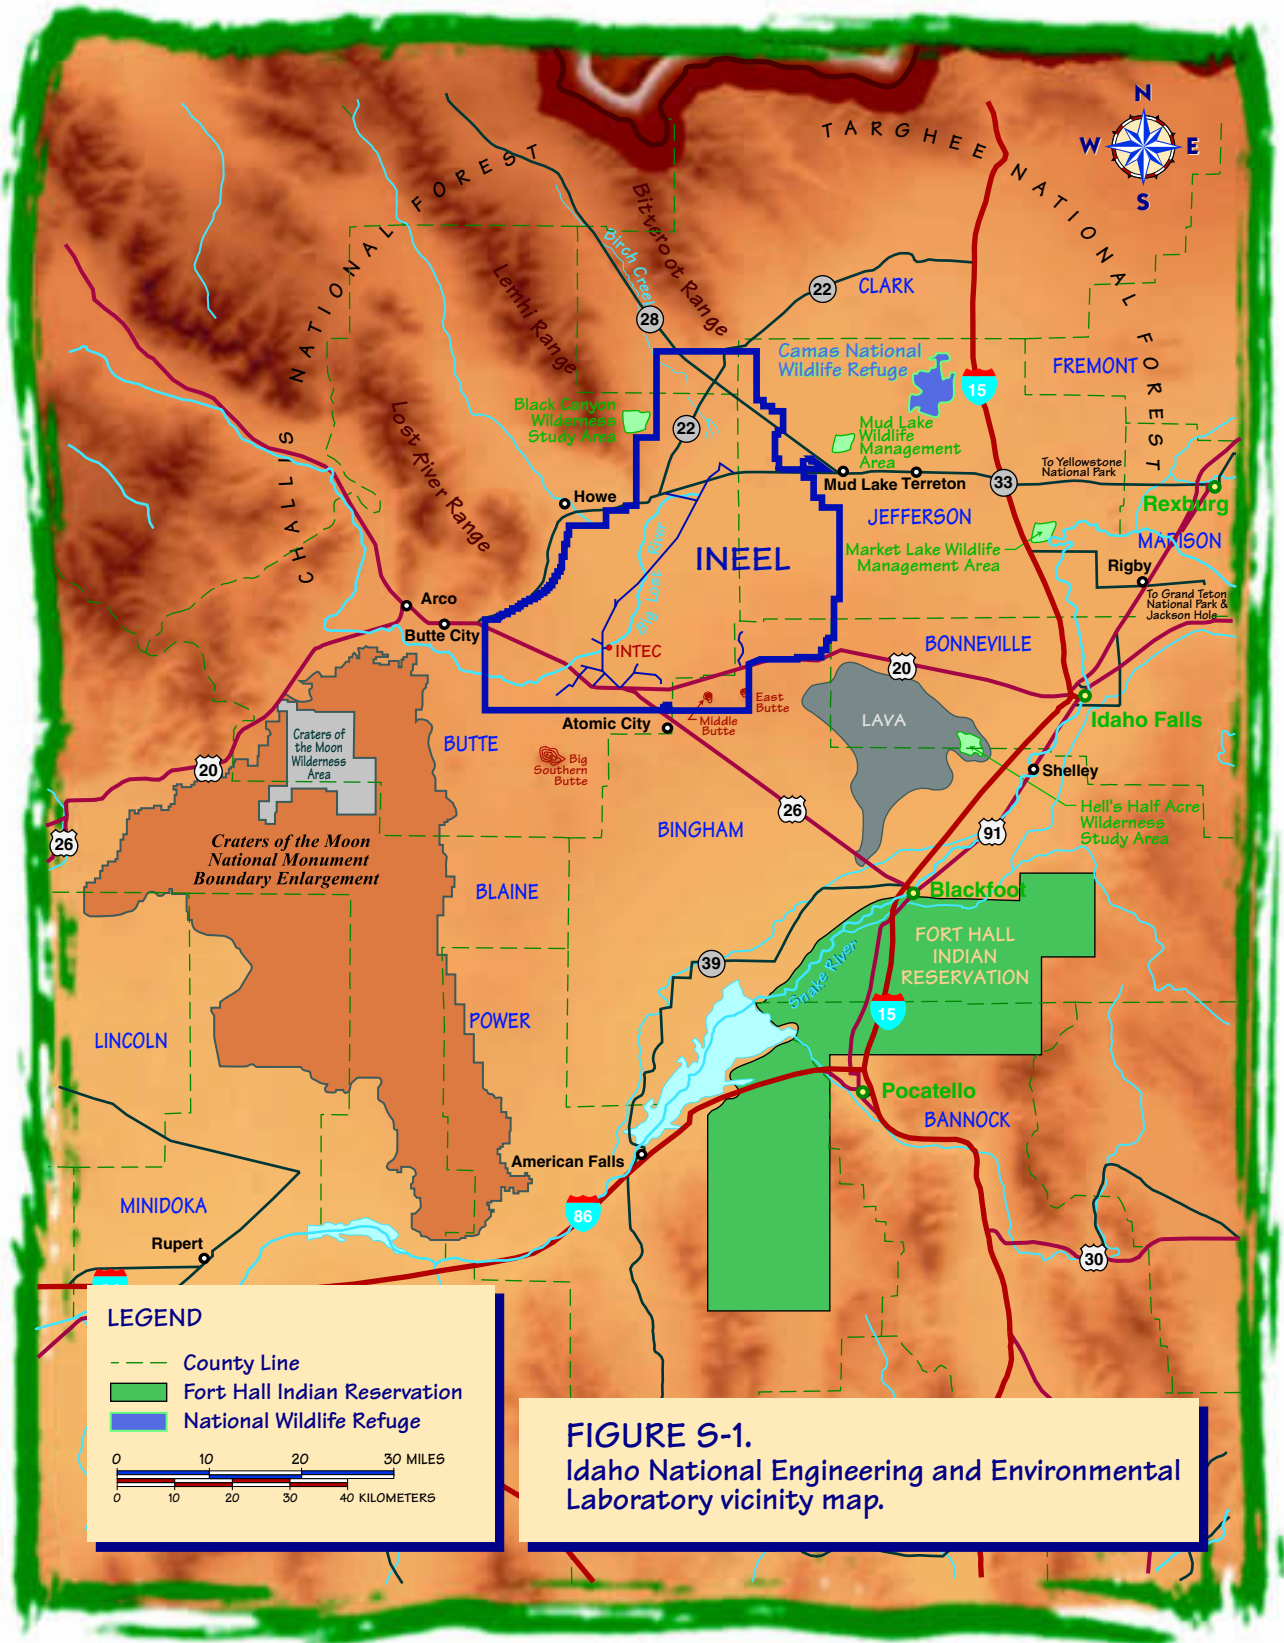 N
W E
S
TARGHEE NATIONAL FOREST
CHALLIS NATIONAL FOREST
Bitteroot Range
Birch Creek
Lemhi Range
Lost River Range
22
CLARK
28
Camas National
Wildlife Refuge
FREMONT
15
Black Canyon
Wilderness
Study Area
22
Mud Lake
Wildlife
Management
Area
To Yellowstone
National Park
Mud Lake
Terreton
33
Howe
Rexburg
JEFFERSON
MADISON
Market Lake Wildlife
Management Area
INEEL
Big Lost River
Rigby
To Grand Teton
National Park &
Jackson Hole
Arco
Butte City
INTEC
BONNEVILLE
20
East
Butte
Middle
Butte
Atomic City
LAVA
Idaho Falls
BUTTE
Big
Southern
Butte
Craters of
the Moon
Wilderness
Area
20
Shelley
26
26
BINGHAM
91
Hell's Half Acre
Wilderness
Study Area
Craters of the Moon
National Monument
Boundary Enlargement
BLAINE
Blackfoot
FORT HALL
INDIAN
RESERVATION
39
Snake River
15
POWER
LINCOLN
Pocatello
BANNOCK
American Falls
86
MINIDOKA
Rupert
30
LEGEND
County Line
Fort Hall Indian Reservation
National Wildlife Refuge
0 10 20 30 MILES
0 10 20 30 40 KILOMETERS
FIGURE S-1.
Idaho National Engineering and Environmental
Laboratory vicinity map.